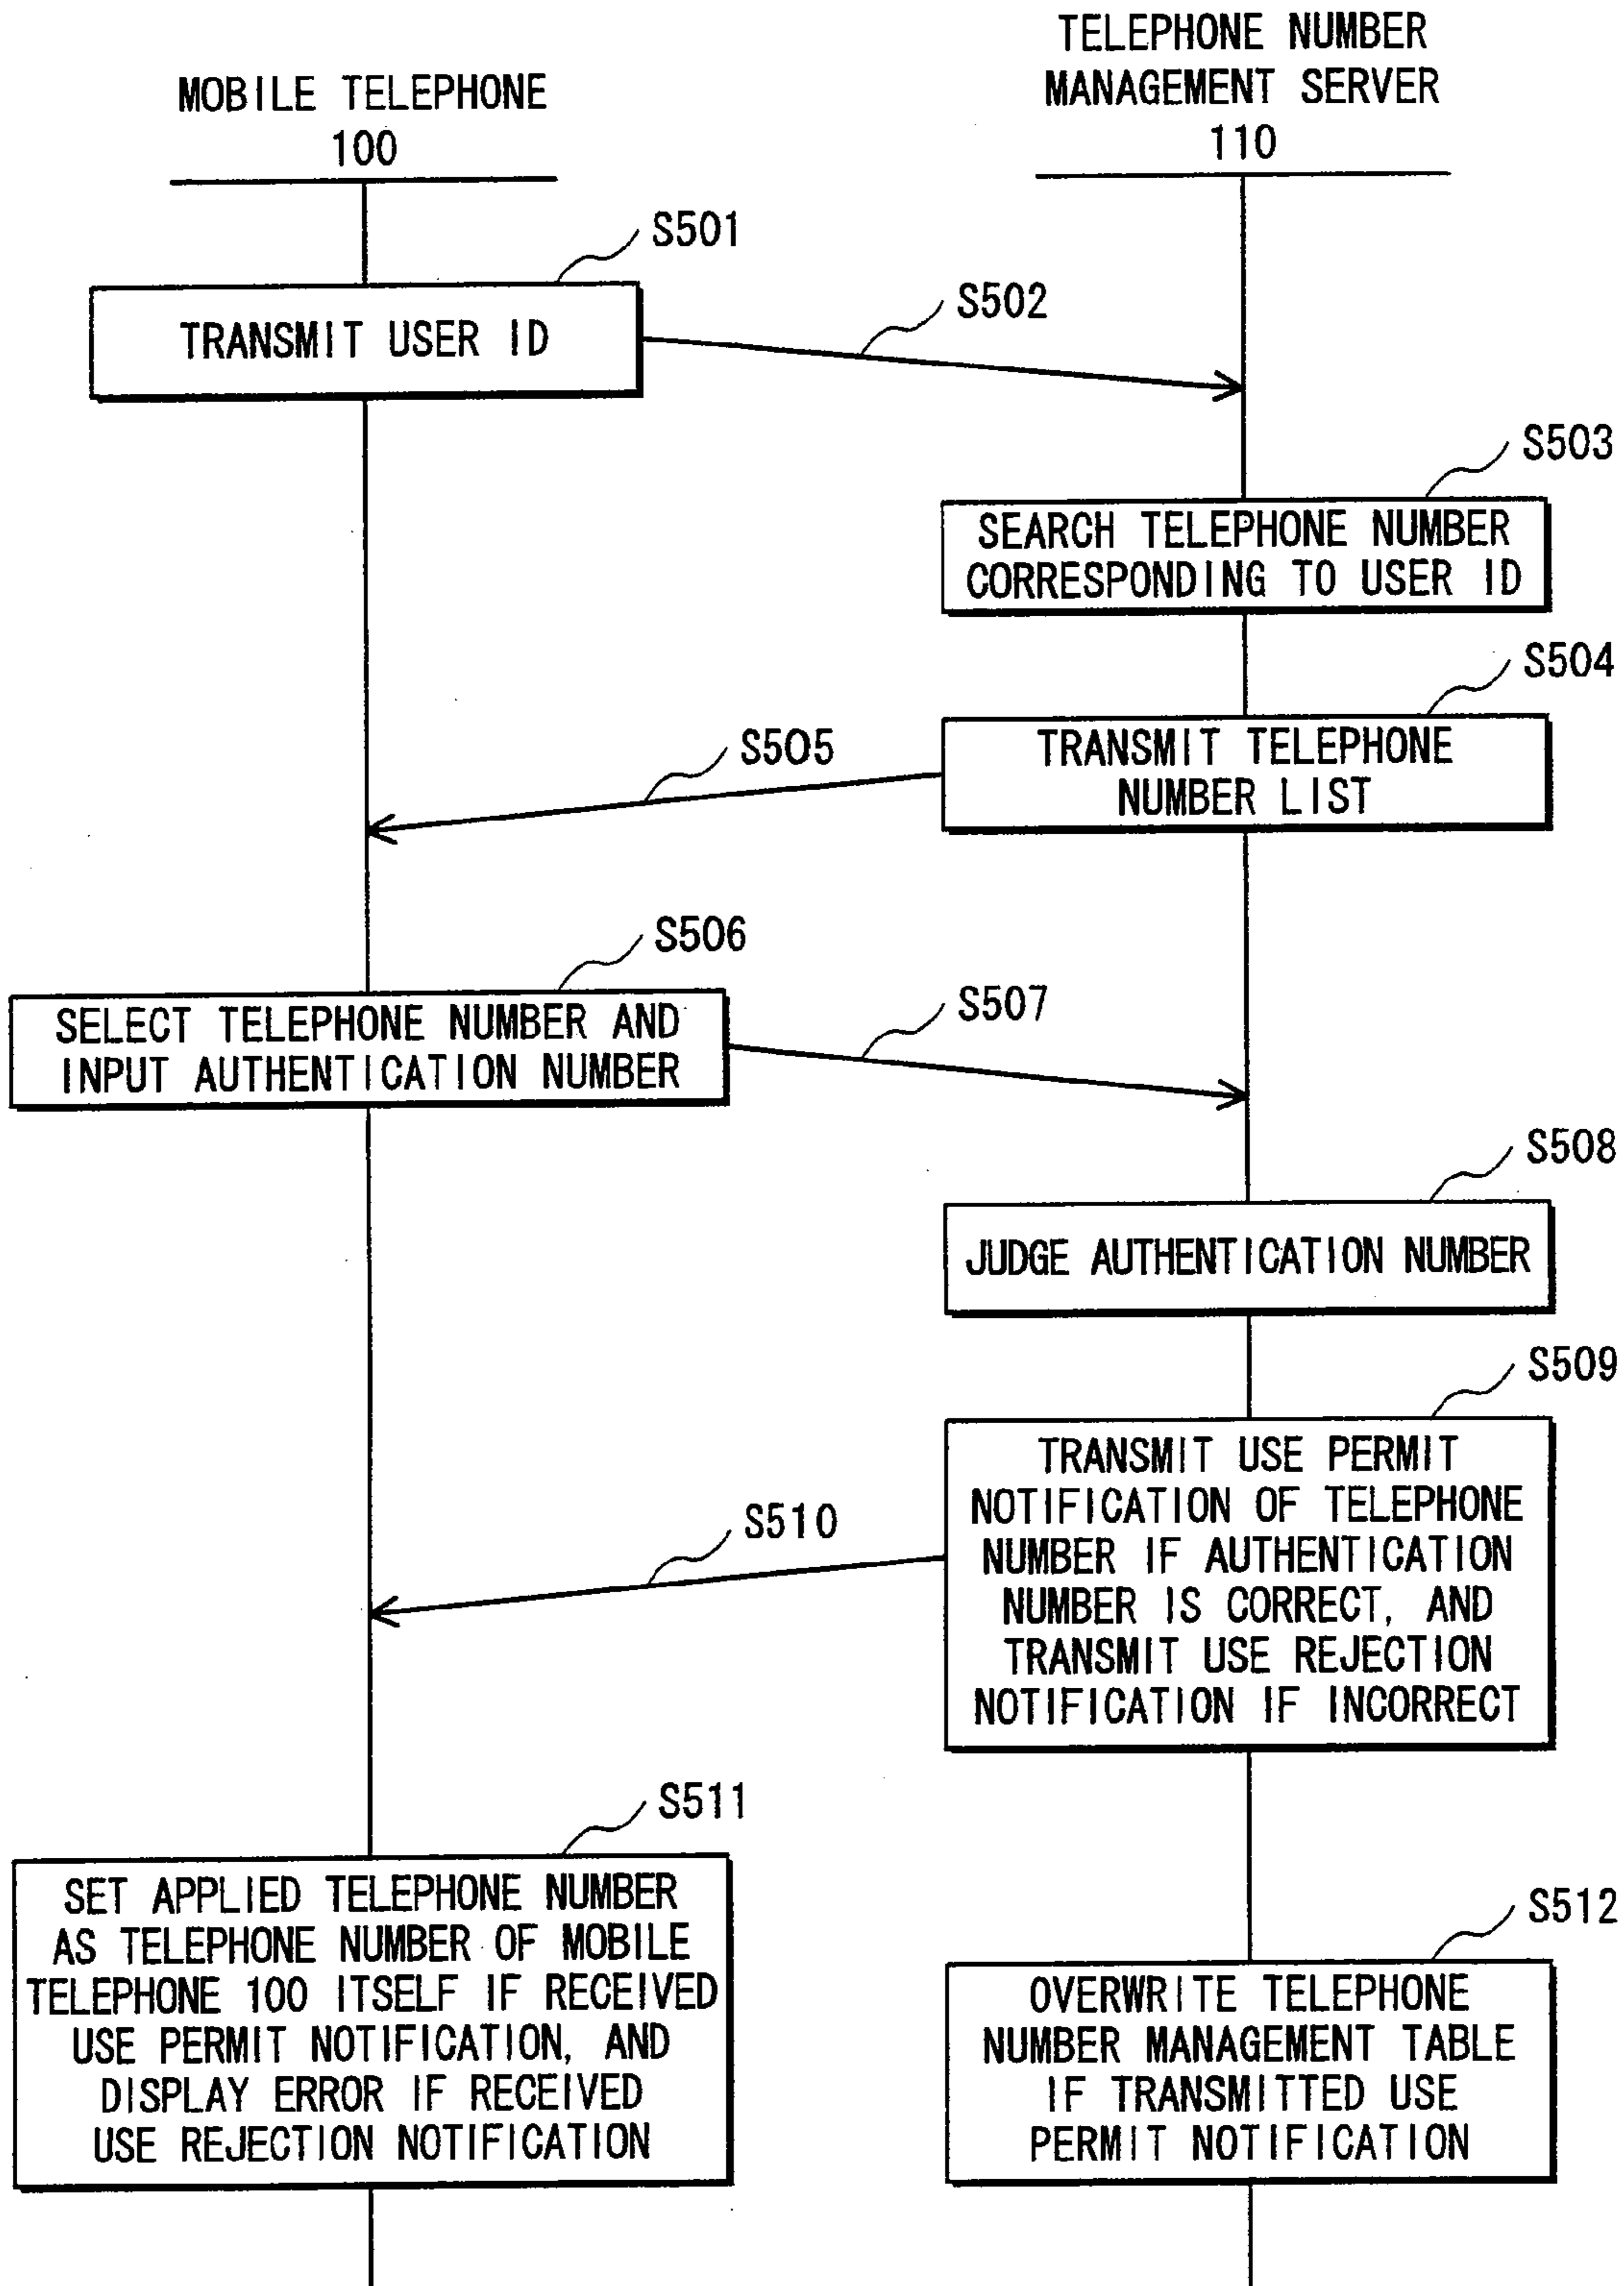 MOBILE TELEPHONE
100
TELEPHONE NUMBER
MANAGEMENT SERVER
110
S501
TRANSMIT USER ID
S502
S503
SEARCH TELEPHONE NUMBER
CORRESPONDING TO USER ID
S504
TRANSMIT TELEPHONE
NUMBER LIST
S505
S506
SELECT TELEPHONE NUMBER AND
INPUT AUTHENTICATION NUMBER
S507
S508
JUDGE AUTHENTICATION NUMBER
S509
TRANSMIT USE PERMIT
NOTIFICATION OF TELEPHONE
NUMBER IF AUTHENTICATION
NUMBER IS CORRECT, AND
TRANSMIT USE REJECTION
NOTIFICATION IF INCORRECT
S510
S511
SET APPLIED TELEPHONE NUMBER
AS TELEPHONE NUMBER OF MOBILE
TELEPHONE 100 ITSELF IF RECEIVED
USE PERMIT NOTIFICATION, AND
DISPLAY ERROR IF RECEIVED
USE REJECTION NOTIFICATION
S512
OVERWRITE TELEPHONE
NUMBER MANAGEMENT TABLE
IF TRANSMITTED USE
PERMIT NOTIFICATION